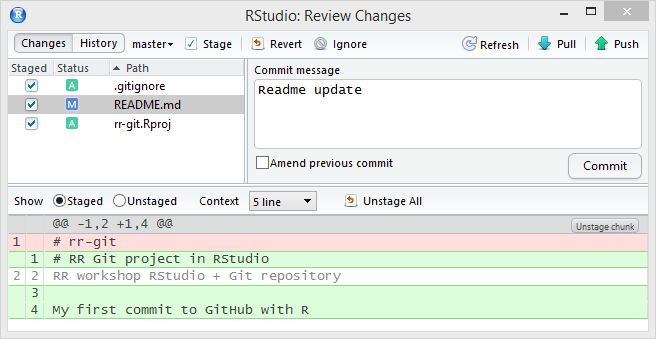 RStudio: Review Changes
Changes History master Stage Revert Ignore Refresh Pull Push
Staged Status Path
A .gitignore
M README.md
A rr-git.Rproj
Commit message
Readme update
Amend previous commit
Commit
Show Staged Unstaged Context 5 line Unstage All
@@ -1,2 +1,4 @@ Unstage chunk
1 # rr-git
1 # RR Git project in RStudio
2 2 RR workshop RStudio + Git repository
3
4 My first commit to GitHub with R